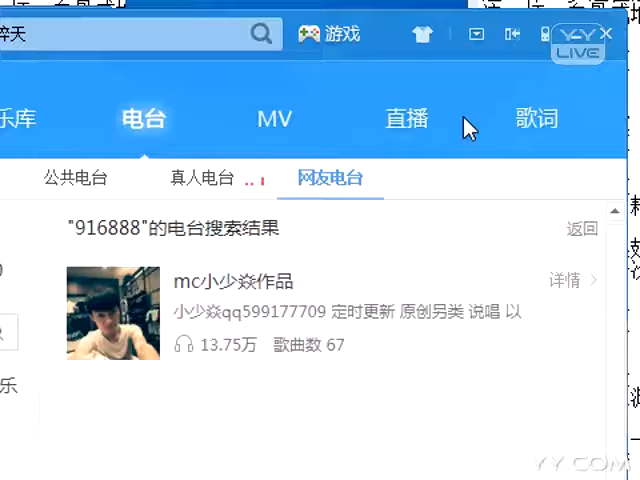 碎天
游戏
YY
LIVE
乐库
电台
MV
直播
歌词
公共电台
真人电台
网友电台
"916888"的电台搜索结果
返回
mc小少焱作品
详情
小少焱qq599177709 定时更新 原创另类 说唱 以
13.75万
歌曲数 67
乐
YY.COM